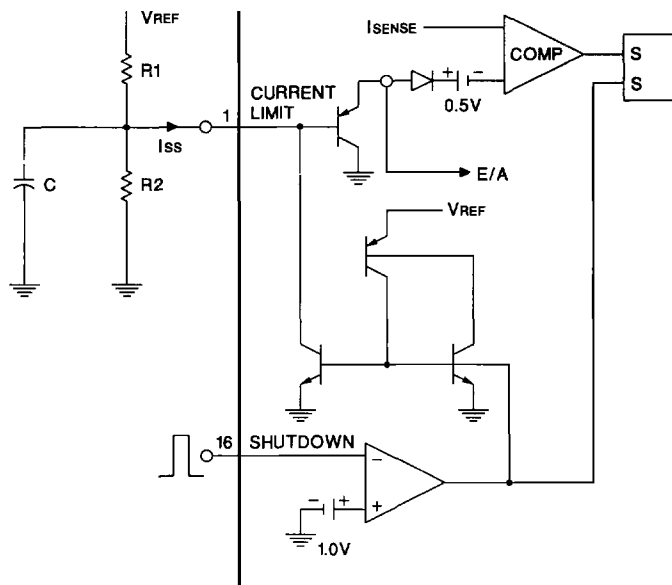 VREF
R1
ISS
1
CURRENT
LIMIT
C
R2
ISENSE
COMP
S
S
+ -
0.5V
E/A
VREF
16
SHUTDOWN
-
+
- +
1.0V